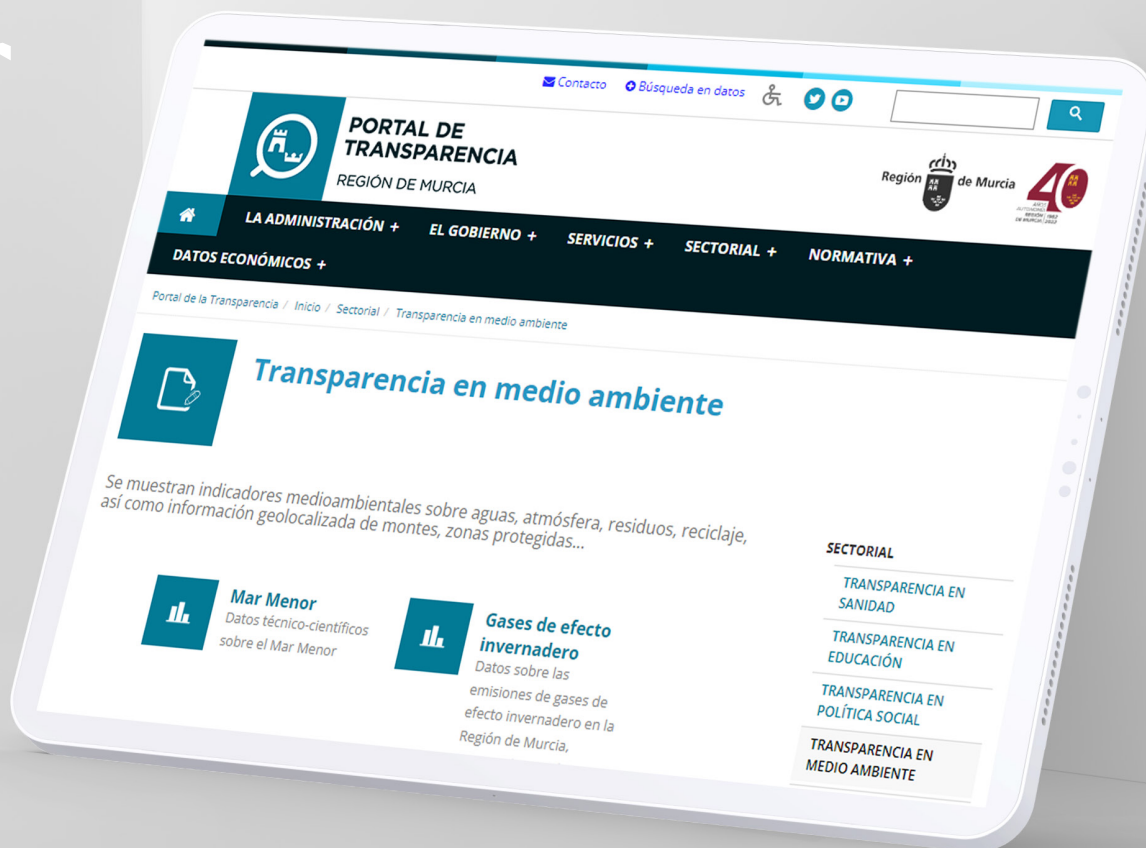 Contacto
Búsqueda en datos
PORTAL DE
TRANSPARENCIA
REGIÓN DE MURCIA
Región de Murcia
40
LA ADMINISTRACIÓN +
EL GOBIERNO +
SERVICIOS +
SECTORIAL +
NORMATIVA +
DATOS ECONÓMICOS +
Portal de la Transparencia / Inicio / Sectorial / Transparencia en medio ambiente
Transparencia en medio ambiente
Se muestran indicadores medioambientales sobre aguas, atmósfera, residuos, reciclaje,
así como información geolocalizada de montes, zonas protegidas...
Mar Menor
Datos técnico-científicos
sobre el Mar Menor
Gases de efecto
invernadero
Datos sobre las
emisiones de gases de
efecto invernadero en la
Región de Murcia,
SECTORIAL
TRANSPARENCIA EN
SANIDAD
TRANSPARENCIA EN
EDUCACIÓN
TRANSPARENCIA EN
POLÍTICA SOCIAL
TRANSPARENCIA EN
MEDIO AMBIENTE